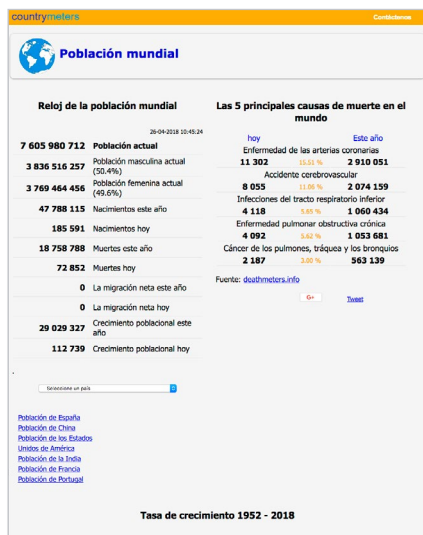 countrymeters
Contáctenos
Población mundial
Reloj de la población mundial
26-04-2018 10:45:24
7 605 980 712 Población actual
3 836 516 257 Población masculina actual
(50.4%)
3 769 464 456 Población femenina actual
(49.6%)
47 788 115 Nacimientos este año
185 591 Nacimientos hoy
18 758 788 Muertes este año
72 852 Muertes hoy
0 La migración neta este año
0 La migración neta hoy
29 029 327 Crecimiento poblacional este
año
112 739 Crecimiento poblacional hoy
.
Seleccione un país
Población de España
Población de China
Población de los Estados
Unidos de América
Población de la India
Población de Francia
Población de Portugal
Las 5 principales causas de muerte en el
mundo
hoy Este año
Enfermedad de las arterias coronarias
11 302 15.51 % 2 910 051
Accidente cerebrovascular
8 055 11.06 % 2 074 159
Infecciones del tracto respiratorio inferior
4 118 5.65 % 1 060 434
Enfermedad pulmonar obstructiva crónica
4 092 5.62 % 1 053 681
Cáncer de los pulmones, tráquea y los bronquios
2 187 3.00 % 563 139
Fuente: deathmeters.info
G+ Tweet
Tasa de crecimiento 1952 - 2018